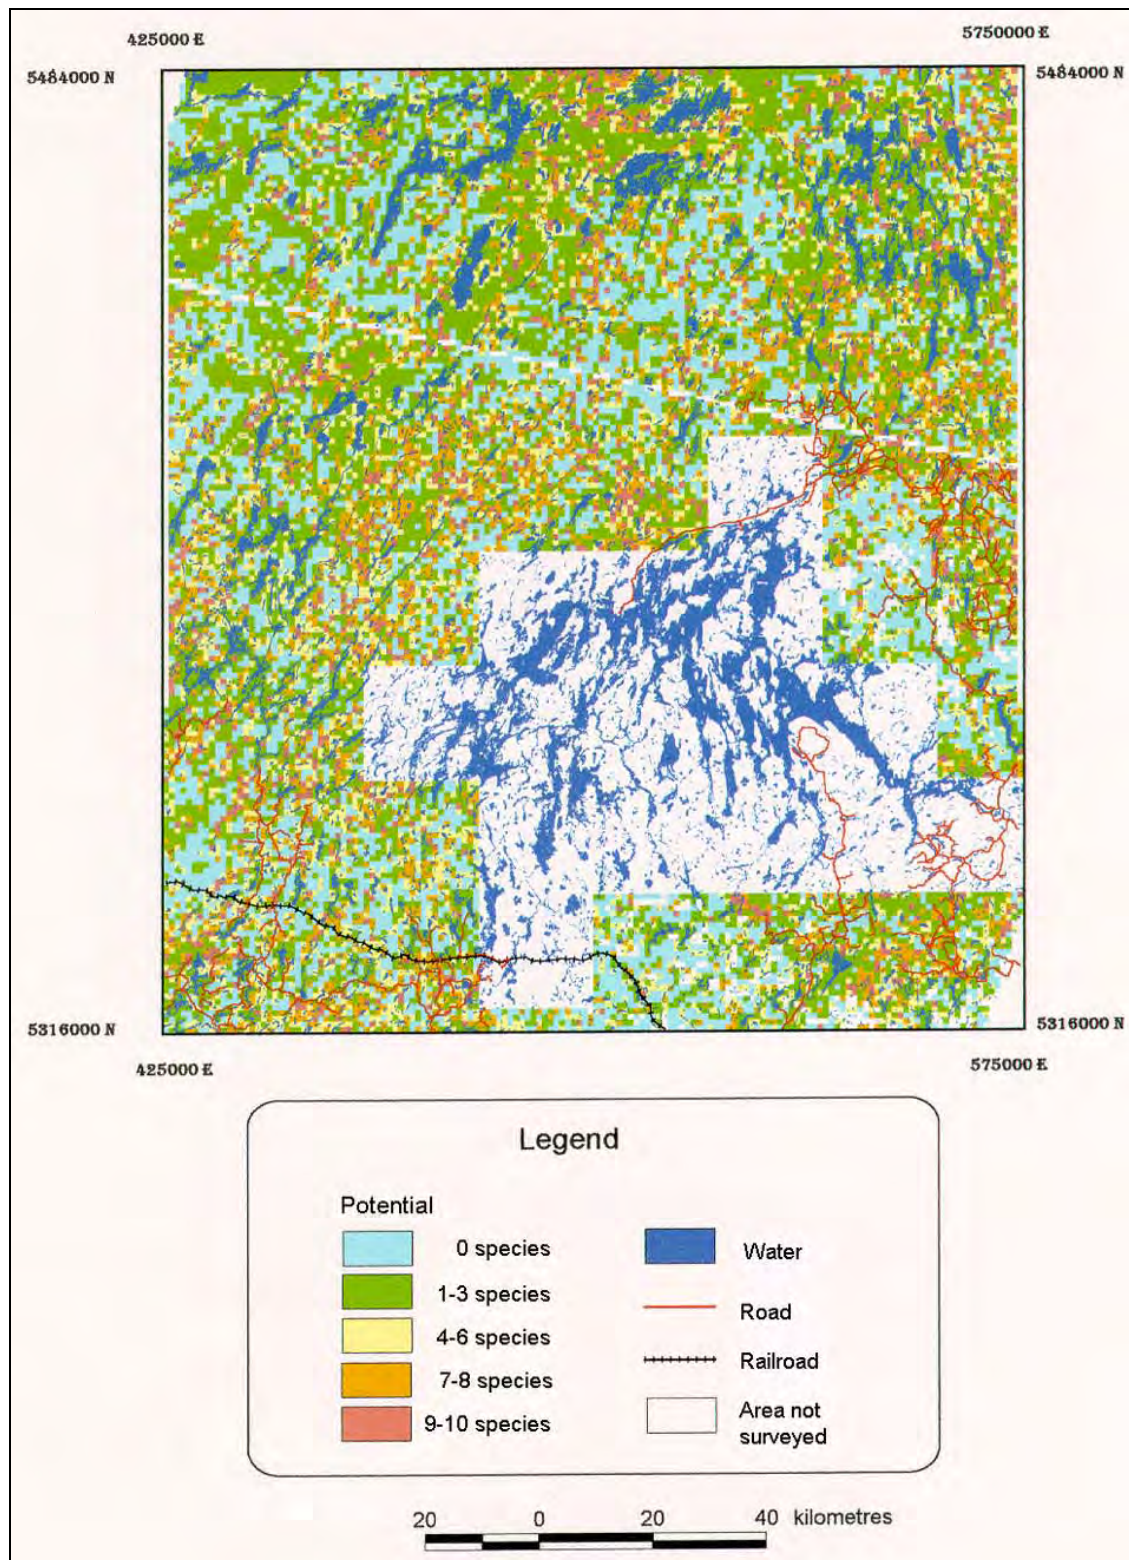 425000 E
5750000 E
5484000 N
5484000 N
5316000 N
5316000 N
425000 E
575000 E
Legend
Potential
0 species
1-3 species
4-6 species
7-8 species
9-10 species
Water
Road
Railroad
Area not
surveyed
20 0 20 40 kilometres